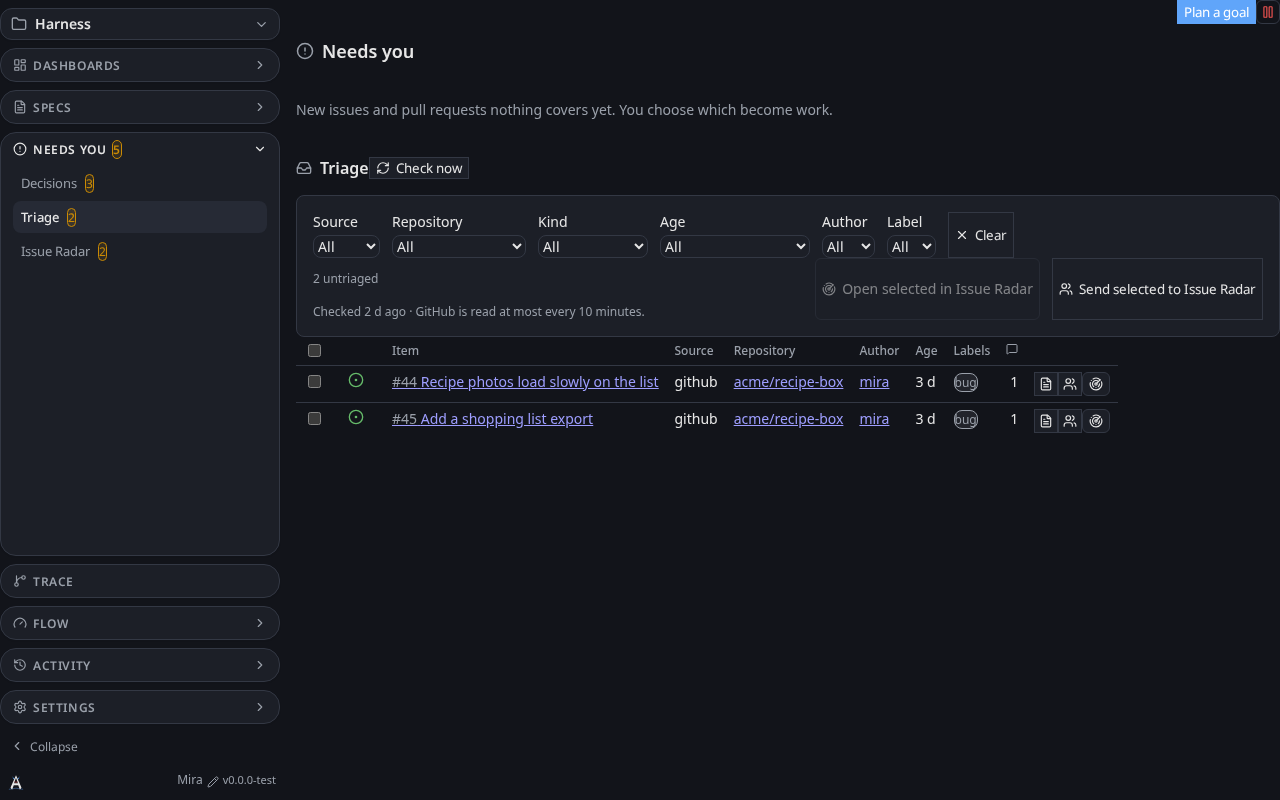 Harness
Plan a goal
DASHBOARDS
SPECS
NEEDS YOU 5
Decisions 3
Triage 2
Issue Radar 2
TRACE
FLOW
ACTIVITY
SETTINGS
Collapse
Mira v0.0.0-test
Needs you
New issues and pull requests nothing covers yet. You choose which become work.
Triage Check now
Source Repository Kind Age Author Label
All All All All All All Clear
2 untriaged
Open selected in Issue Radar Send selected to Issue Radar
Checked 2 d ago · GitHub is read at most every 10 minutes.
Item Source Repository Author Age Labels
#44 Recipe photos load slowly on the list github acme/recipe-box mira 3 d bug 1
#45 Add a shopping list export github acme/recipe-box mira 3 d bug 1